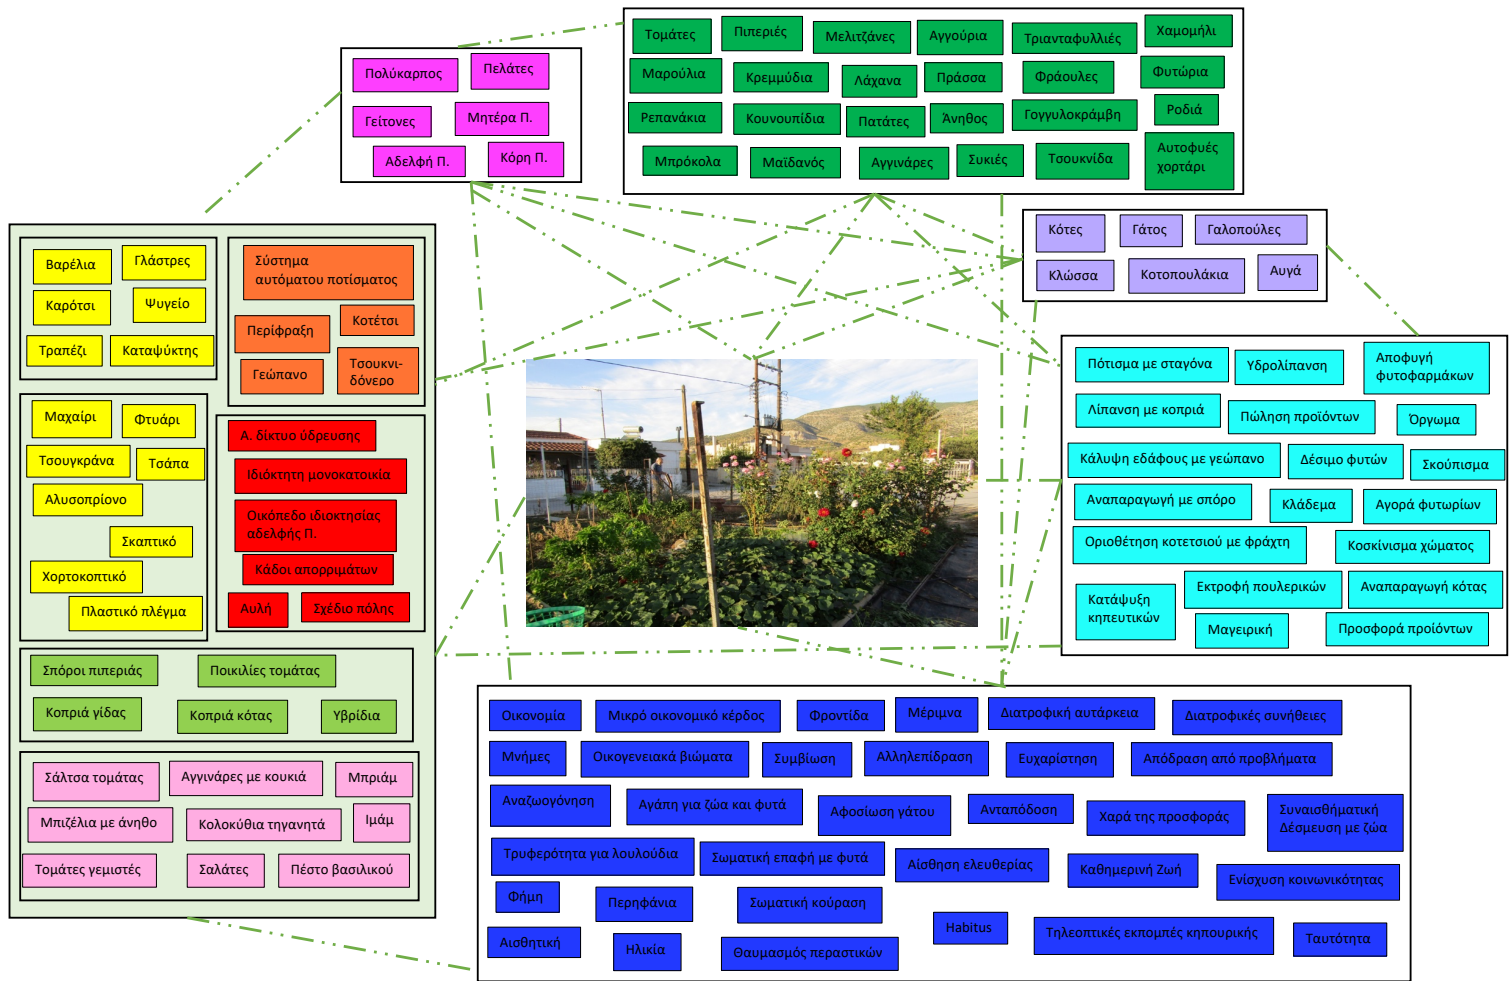 Πολύκαρπος
Πελάτες
Γείτονες
Μητέρα Π.
Αδελφή Π.
Κόρη Π.
Τομάτες
Πιπεριές
Μελιτζάνες
Αγγούρια
Τριανταφυλλιές
Χαμομήλι
Μαρούλια
Κρεμμύδια
Λάχανα
Πράσσα
Φράουλες
Φυτώρια
Ρεπανάκια
Κουνουπίδια
Πατάτες
Άνηθος
Γογγυλοκράμβη
Ροδιά
Μπρόκολα
Μαϊδανός
Αγγινάρες
Συκιές
Τσουκνίδα
Αυτοφυές
χορτάρι
Κότες
Γάτος
Γαλοπούλες
Κλώσσα
Κοτοπουλάκια
Αυγά
Βαρέλια
Γλάστρες
Καρότσι
Ψυγείο
Τραπέζι
Καταψύκτης
Σύστημα
αυτόματου ποτίσματος
Περίφραξη
Κοτέτσι
Γεώπανο
Τσουκνι-
δόνερο
Μαχαίρι
Φτυάρι
Τσουγκράνα
Τσάπα
Αλυσοπρίονο
Σκαπτικό
Χορτοκοπτικό
Πλαστικό πλέγμα
Α. δίκτυο ύδρευσης
Ιδιόκτητη μονοκατοικία
Οικόπεδο ιδιοκτησίας
αδελφής Π.
Κάδοι απορριμάτων
Αυλή
Σχέδιο πόλης
Σπόροι πιπεριάς
Ποικιλίες τομάτας
Κοπριά γίδας
Κοπριά κότας
Υβρίδια
Σάλτσα τομάτας
Αγγινάρες με κουκιά
Μπριάμ
Μπιζέλια με άνηθο
Κολοκύθια τηγανητά
Ιμάμ
Τομάτες γεμιστές
Σαλάτες
Πέστο βασιλικού
Πότισμα με σταγόνα
Υδρολίπανση
Αποφυγή
φυτοφαρμάκων
Λίπανση με κοπριά
Πώληση προϊόντων
Όργωμα
Κάλυψη εδάφους με γεώπανο
Δέσιμο φυτών
Σκούπισμα
Αναπαραγωγή με σπόρο
Κλάδεμα
Αγορά φυτωρίων
Οριοθέτηση κοτετσιού με φράχτη
Κοσκίνισμα χώματος
Κατάψυξη
κηπευτικών
Εκτροφή πουλερικών
Αναπαραγωγή κότας
Μαγειρική
Προσφορά προϊόντων
Οικονομία
Μικρό οικονομικό κέρδος
Φροντίδα
Μέριμνα
Διατροφική αυτάρκεια
Διατροφικές συνήθειες
Μνήμες
Οικογενειακά βιώματα
Συμβίωση
Αλληλεπίδραση
Ευχαρίστηση
Απόδραση από προβλήματα
Αναζωογόνηση
Αγάπη για ζώα και φυτά
Αφοσίωση γάτου
Ανταπόδοση
Χαρά της προσφοράς
Συναισθήματική
Δέσμευση με ζώα
Τρυφερότητα για λουλούδια
Σωματική επαφή με φυτά
Αίσθηση ελευθερίας
Καθημερινή Ζωή
Ενίσχυση κοινωνικότητας
Φήμη
Περηφάνια
Σωματική κούραση
Habitus
Τηλεοπτικές εκπομπές κηπουρικής
Ταυτότητα
Αισθητική
Ηλικία
Θαυμασμός περαστικών